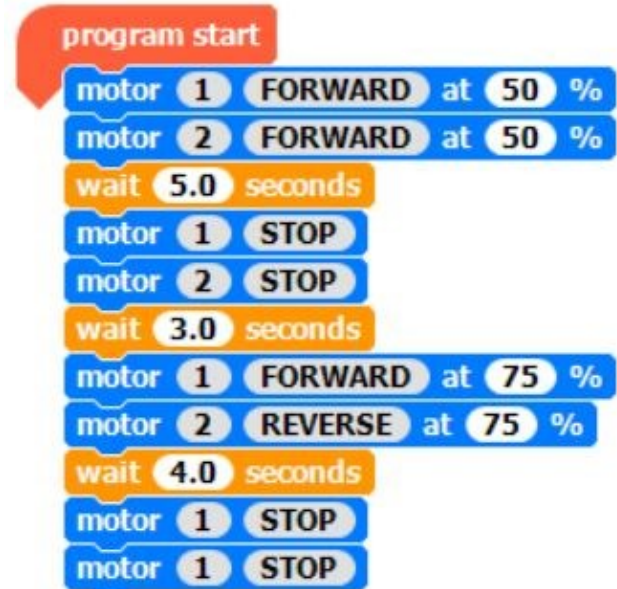 program start
motor 1 FORWARD at 50 %
motor 2 FORWARD at 50 %
wait 5.0 seconds
motor 1 STOP
motor 2 STOP
wait 3.0 seconds
motor 1 FORWARD at 75 %
motor 2 REVERSE at 75 %
wait 4.0 seconds
motor 1 STOP
motor 1 STOP